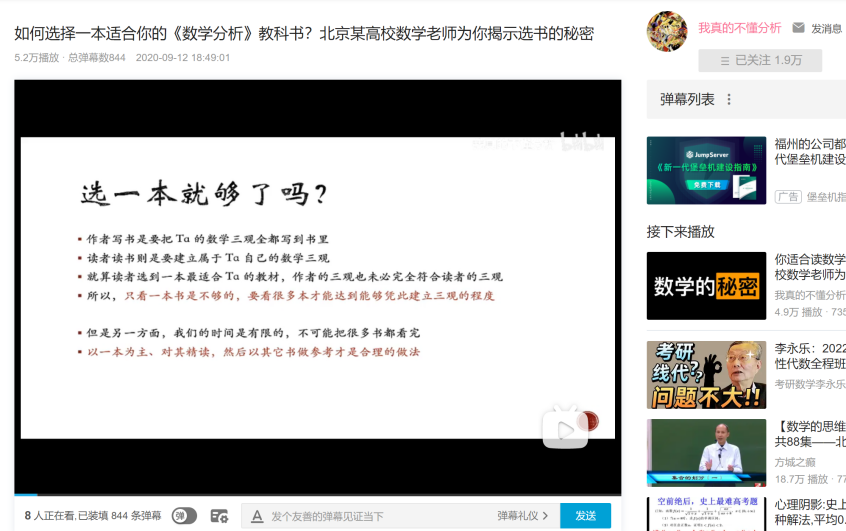 如何选择一本适合你的《数学分析》教科书？北京某高校数学老师为你揭示选书的秘密
5.2万播放 · 总弹幕数844 2020-09-12 18:49:01
选一本就够了吗？
作者写书是要把 Ta 的数学三观全都写到书里
读者读书则是要建立属于 Ta 自己的数学三观
就算读者选到一本最适合 Ta 的教材，作者的三观也未必完全符合读者的三观
所以，只看一本书是不够的，要看很多本才能达到能够凭此建立三观的程度
但是另一方面，我们的时间是有限的，不可能把很多书都看完
以一本为主、对其精读，然后以其它书做参考才是合理的做法
8 人正在看,已装填 844 条弹幕
弹
发个友善的弹幕见证当下
弹幕礼仪
发送
我真的不懂分析
发消息
已关注 1.9万
弹幕列表
JumpServer
《新一代堡垒机建设指南》
免费下载
福州的公司都
代堡垒机建设
广告
堡垒机指
接下来播放
数学的秘密
你适合读数学
校数学老师为
我真的不懂分析
4.9万 播放 · 735
考研
线代??
问题不大!!
李永乐：2022
性代数全程班
考研数学李永乐
【数学的思维
共88集——北
方城之癫
18.7万 播放 · 77
空前绝后，史上最难高考题
心理阴影:史上
种解法,平均0.